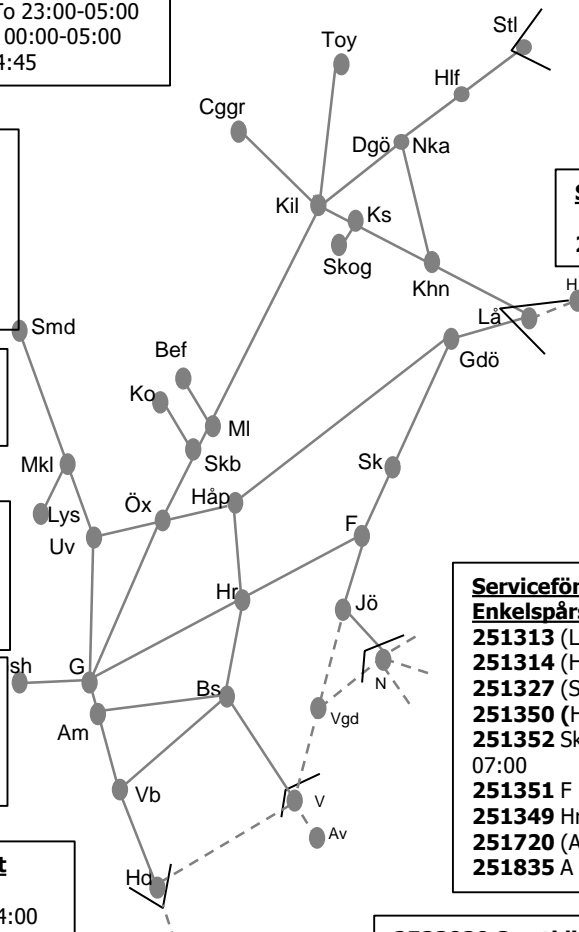 To 23:00-05:00
00:00-05:00
4:45
Stl
Toy
Hlf
Cggr
Dgö Nka
Kil
Ks
Skog
Khn
S
2
H
Lå
Gdö
Smd
Bef
Ko
Ml
Skb
Mkl
Sk
Håp
Öx
Lys
Uv
F
Hr
Jö
sh
G
N
Bs
Am
Vgd
Vb
V
Av
Hd
Serviceför
Enkelspårs
251313 (L
251314 (H
251327 (S
251350 (H
251352 Sk
07:00
251351 F
251349 Hr
251720 (A
251835 A
t
4:00